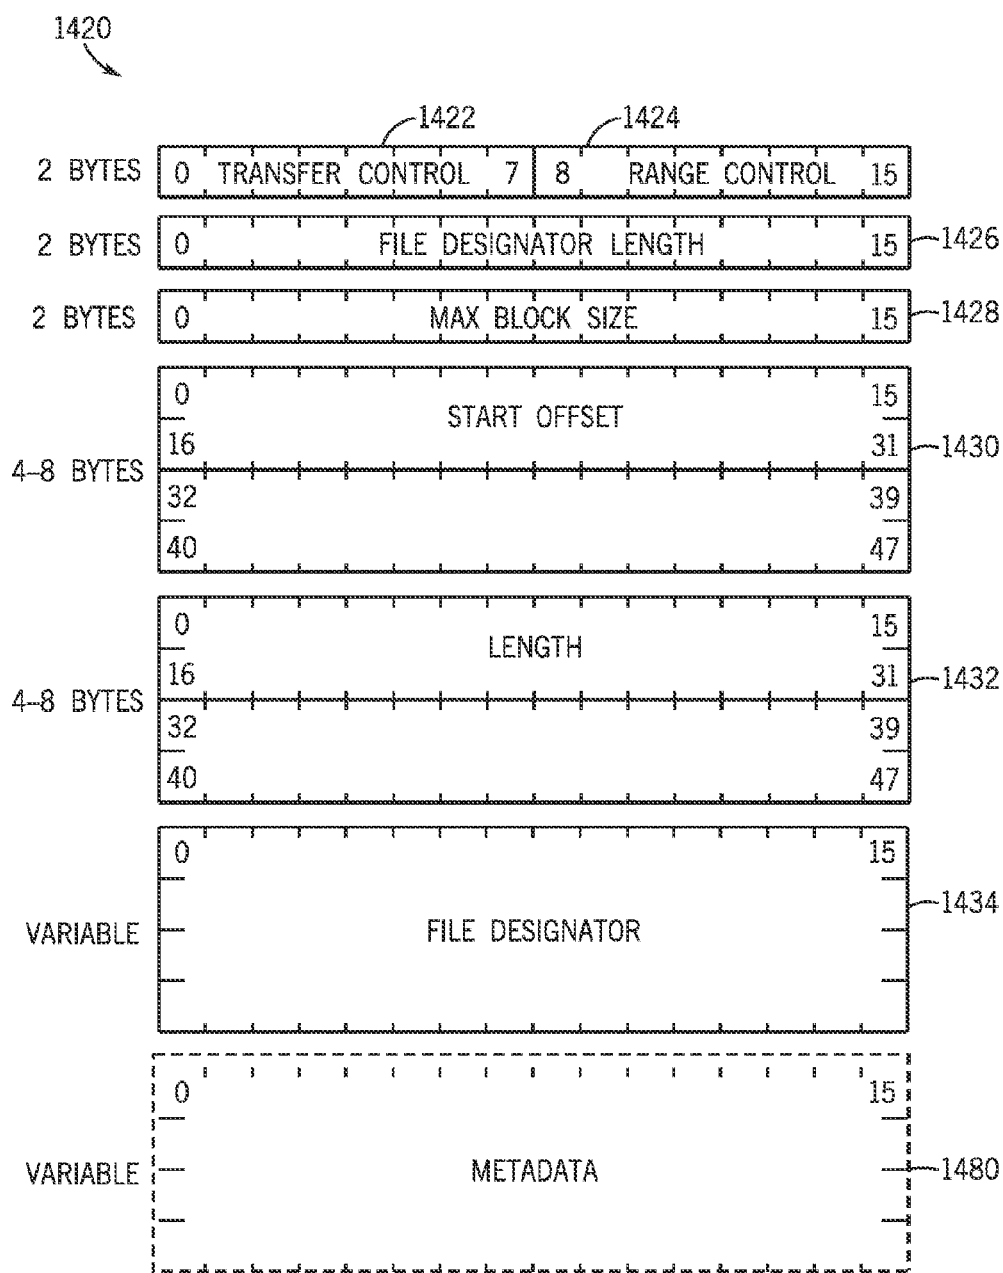 1420
1422 1424
2 BYTES 0 TRANSFER CONTROL 7 8 RANGE CONTROL 15
2 BYTES 0 FILE DESIGNATOR LENGTH 15 1426
2 BYTES 0 MAX BLOCK SIZE 15 1428
0 15
START OFFSET
16 31 1430
4-8 BYTES
32 39
40 47
0 15
LENGTH
16 31 1432
4-8 BYTES
32 39
40 47
0 15
1434
VARIABLE FILE DESIGNATOR
0 15
VARIABLE METADATA 1480